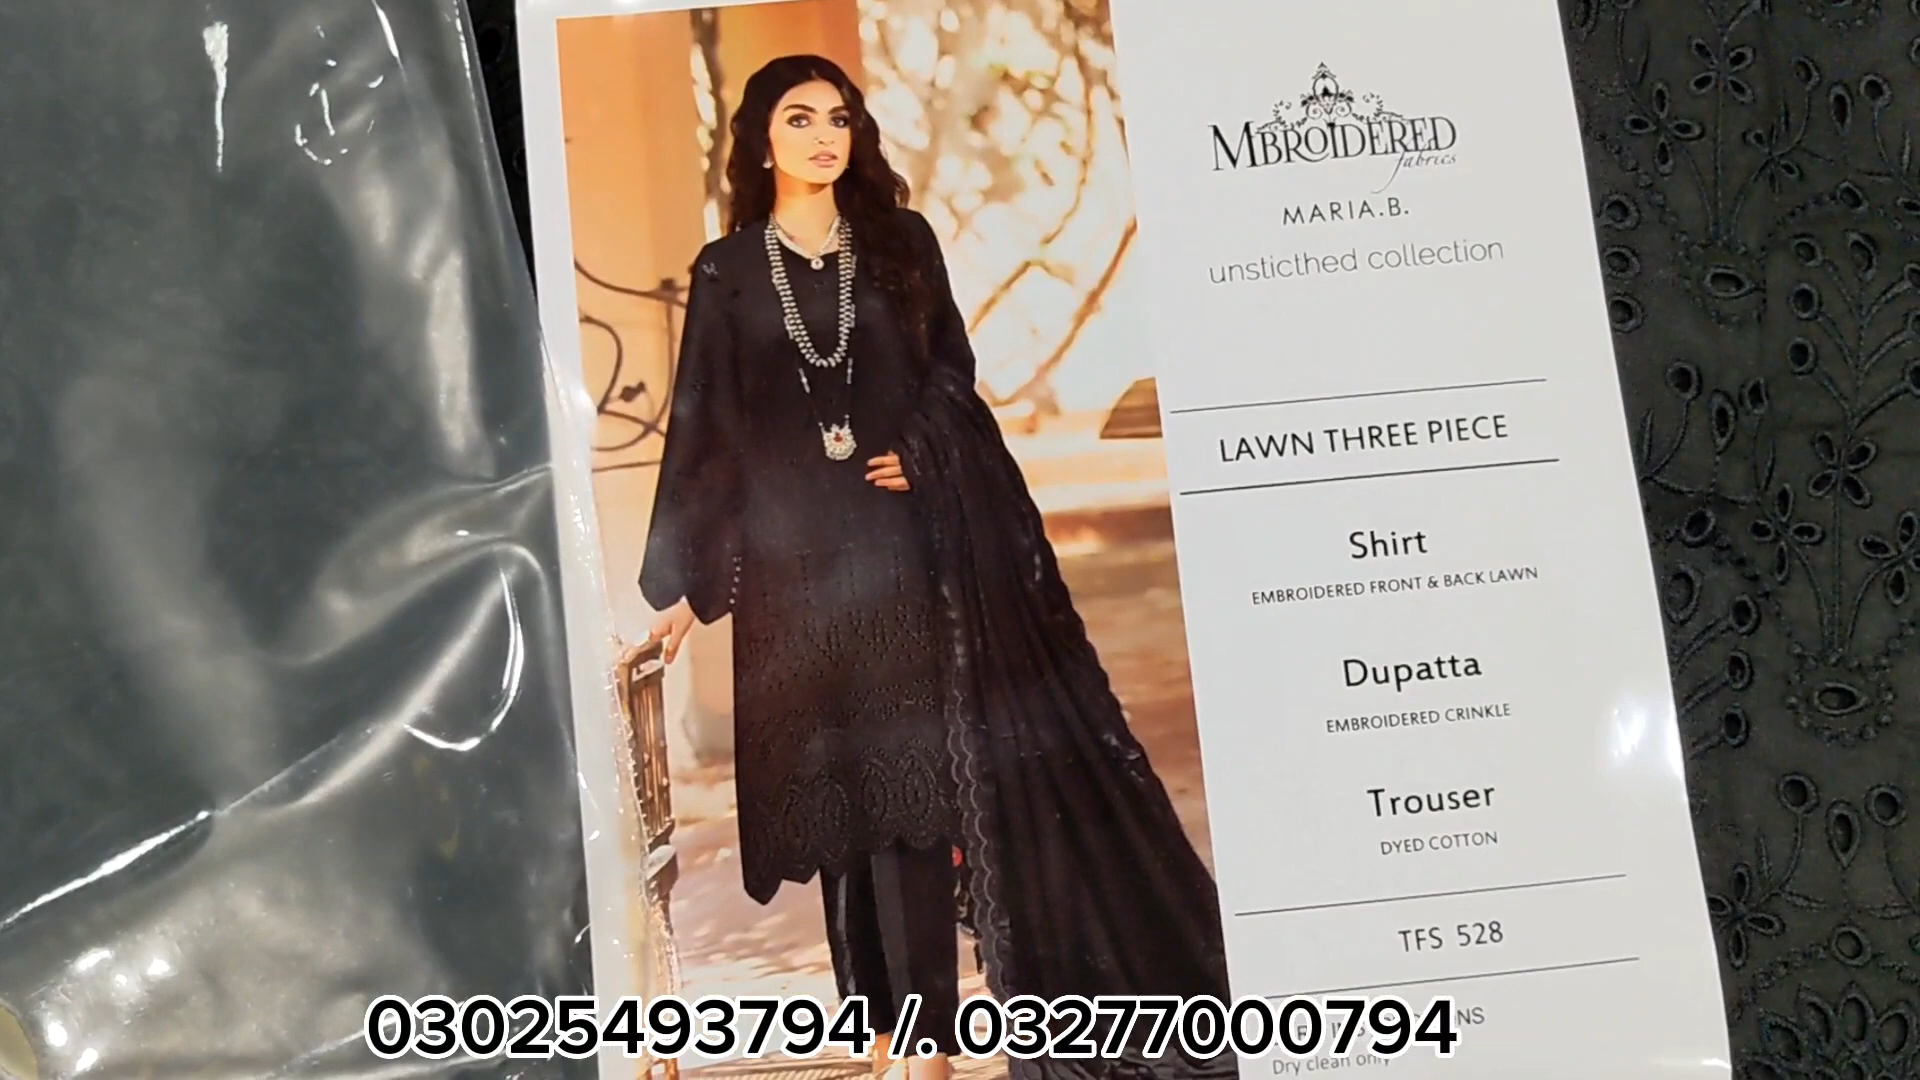 MBROIDERED
fabrics
MARIA.B.
unsticthed collection
LAWN THREE PIECE
Shirt
EMBROIDERED FRONT & BACK LAWN
Dupatta
EMBROIDERED CRINKLE
Trouser
DYED COTTON
TFS 528
Dry clean only
03025493794 /. 03277000794